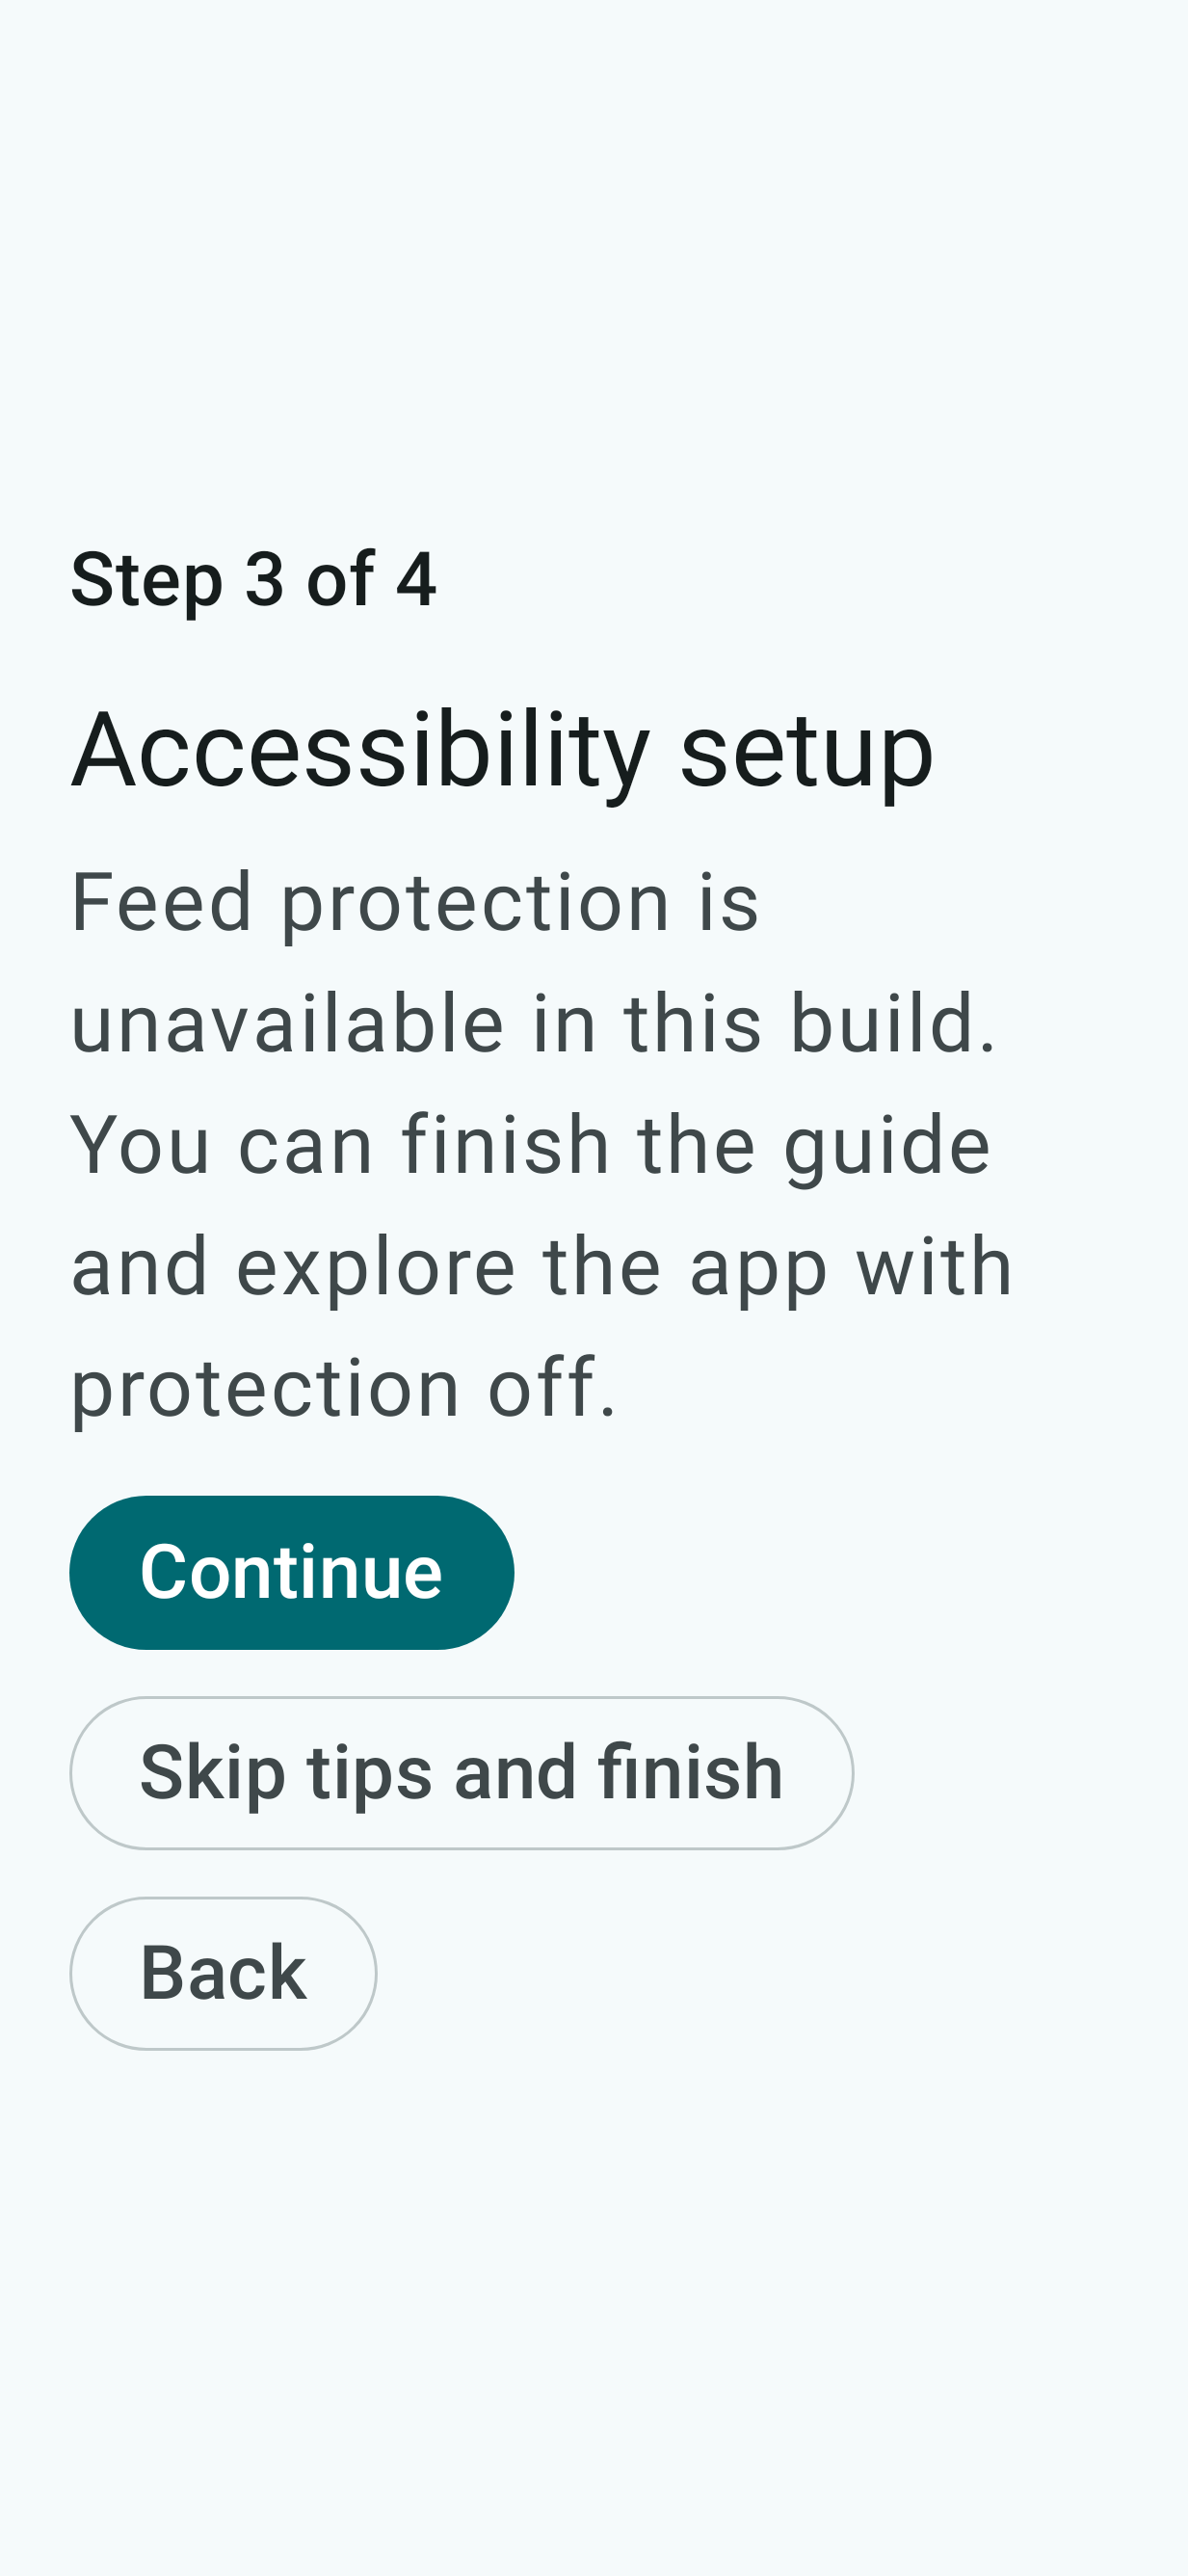 Step 3 of 4
Accessibility setup
Feed protection is
unavailable in this build.
You can finish the guide
and explore the app with
protection off.
Continue
Skip tips and finish
Back